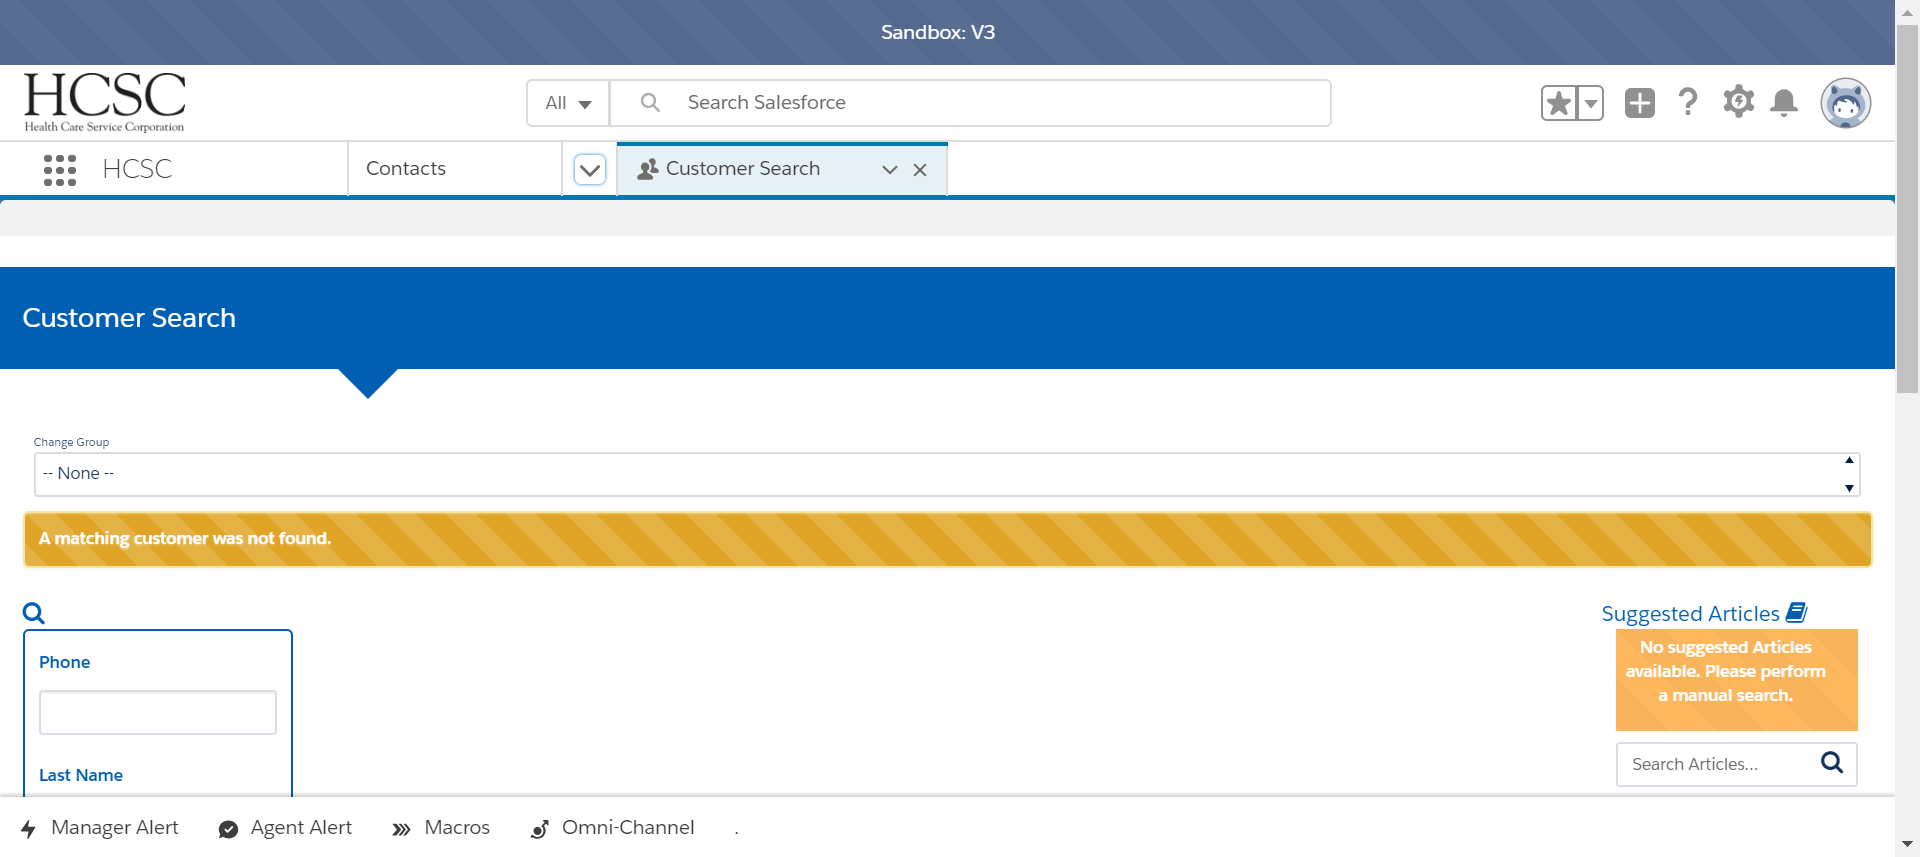 Sandbox: V3
HCSC
Health Care Service Corporation
All
Search Salesforce
HCSC
Contacts
Customer Search
Customer Search
Change Group
-- None --
A matching customer was not found.
Suggested Articles
No suggested Articles
available. Please perform
a manual search.
Phone
Search Articles...
Last Name
Manager Alert
Agent Alert
Macros
Omni-Channel
.